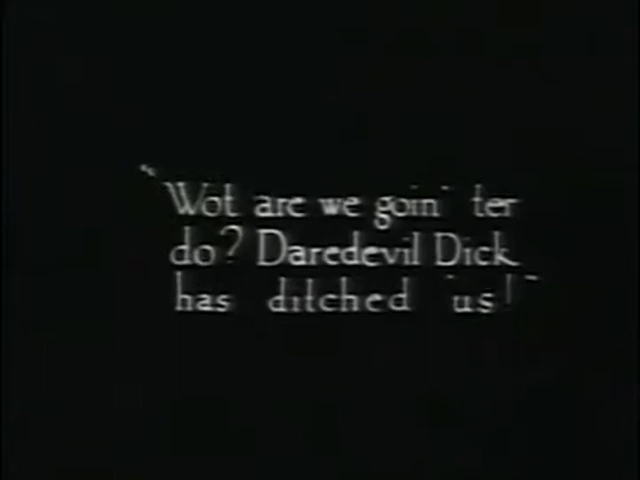 "Wot are we goin' ter
do? Daredevil Dick
has ditched us!"